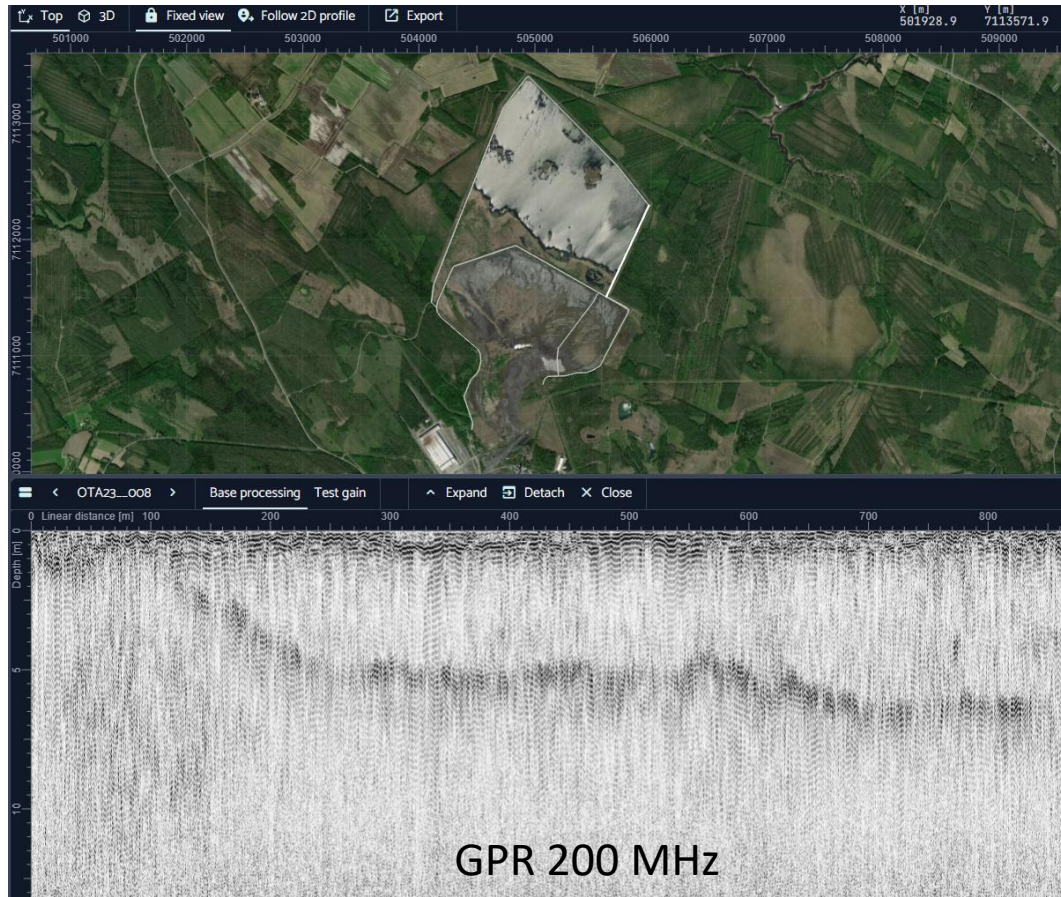 Top 3D Fixed view Follow 2D profile Export X [m] Y [m]
501928.9 7113571.9
501000 502000 503000 504000 505000 506000 507000 508000 509000
7113000
7112000
7111000
OTA23__008 Base processing Test gain Expand Detach Close
0 Linear distance [m] 100 200 300 400 500 600 700 800
0
Depth [m]
5
10
GPR 200 MHz